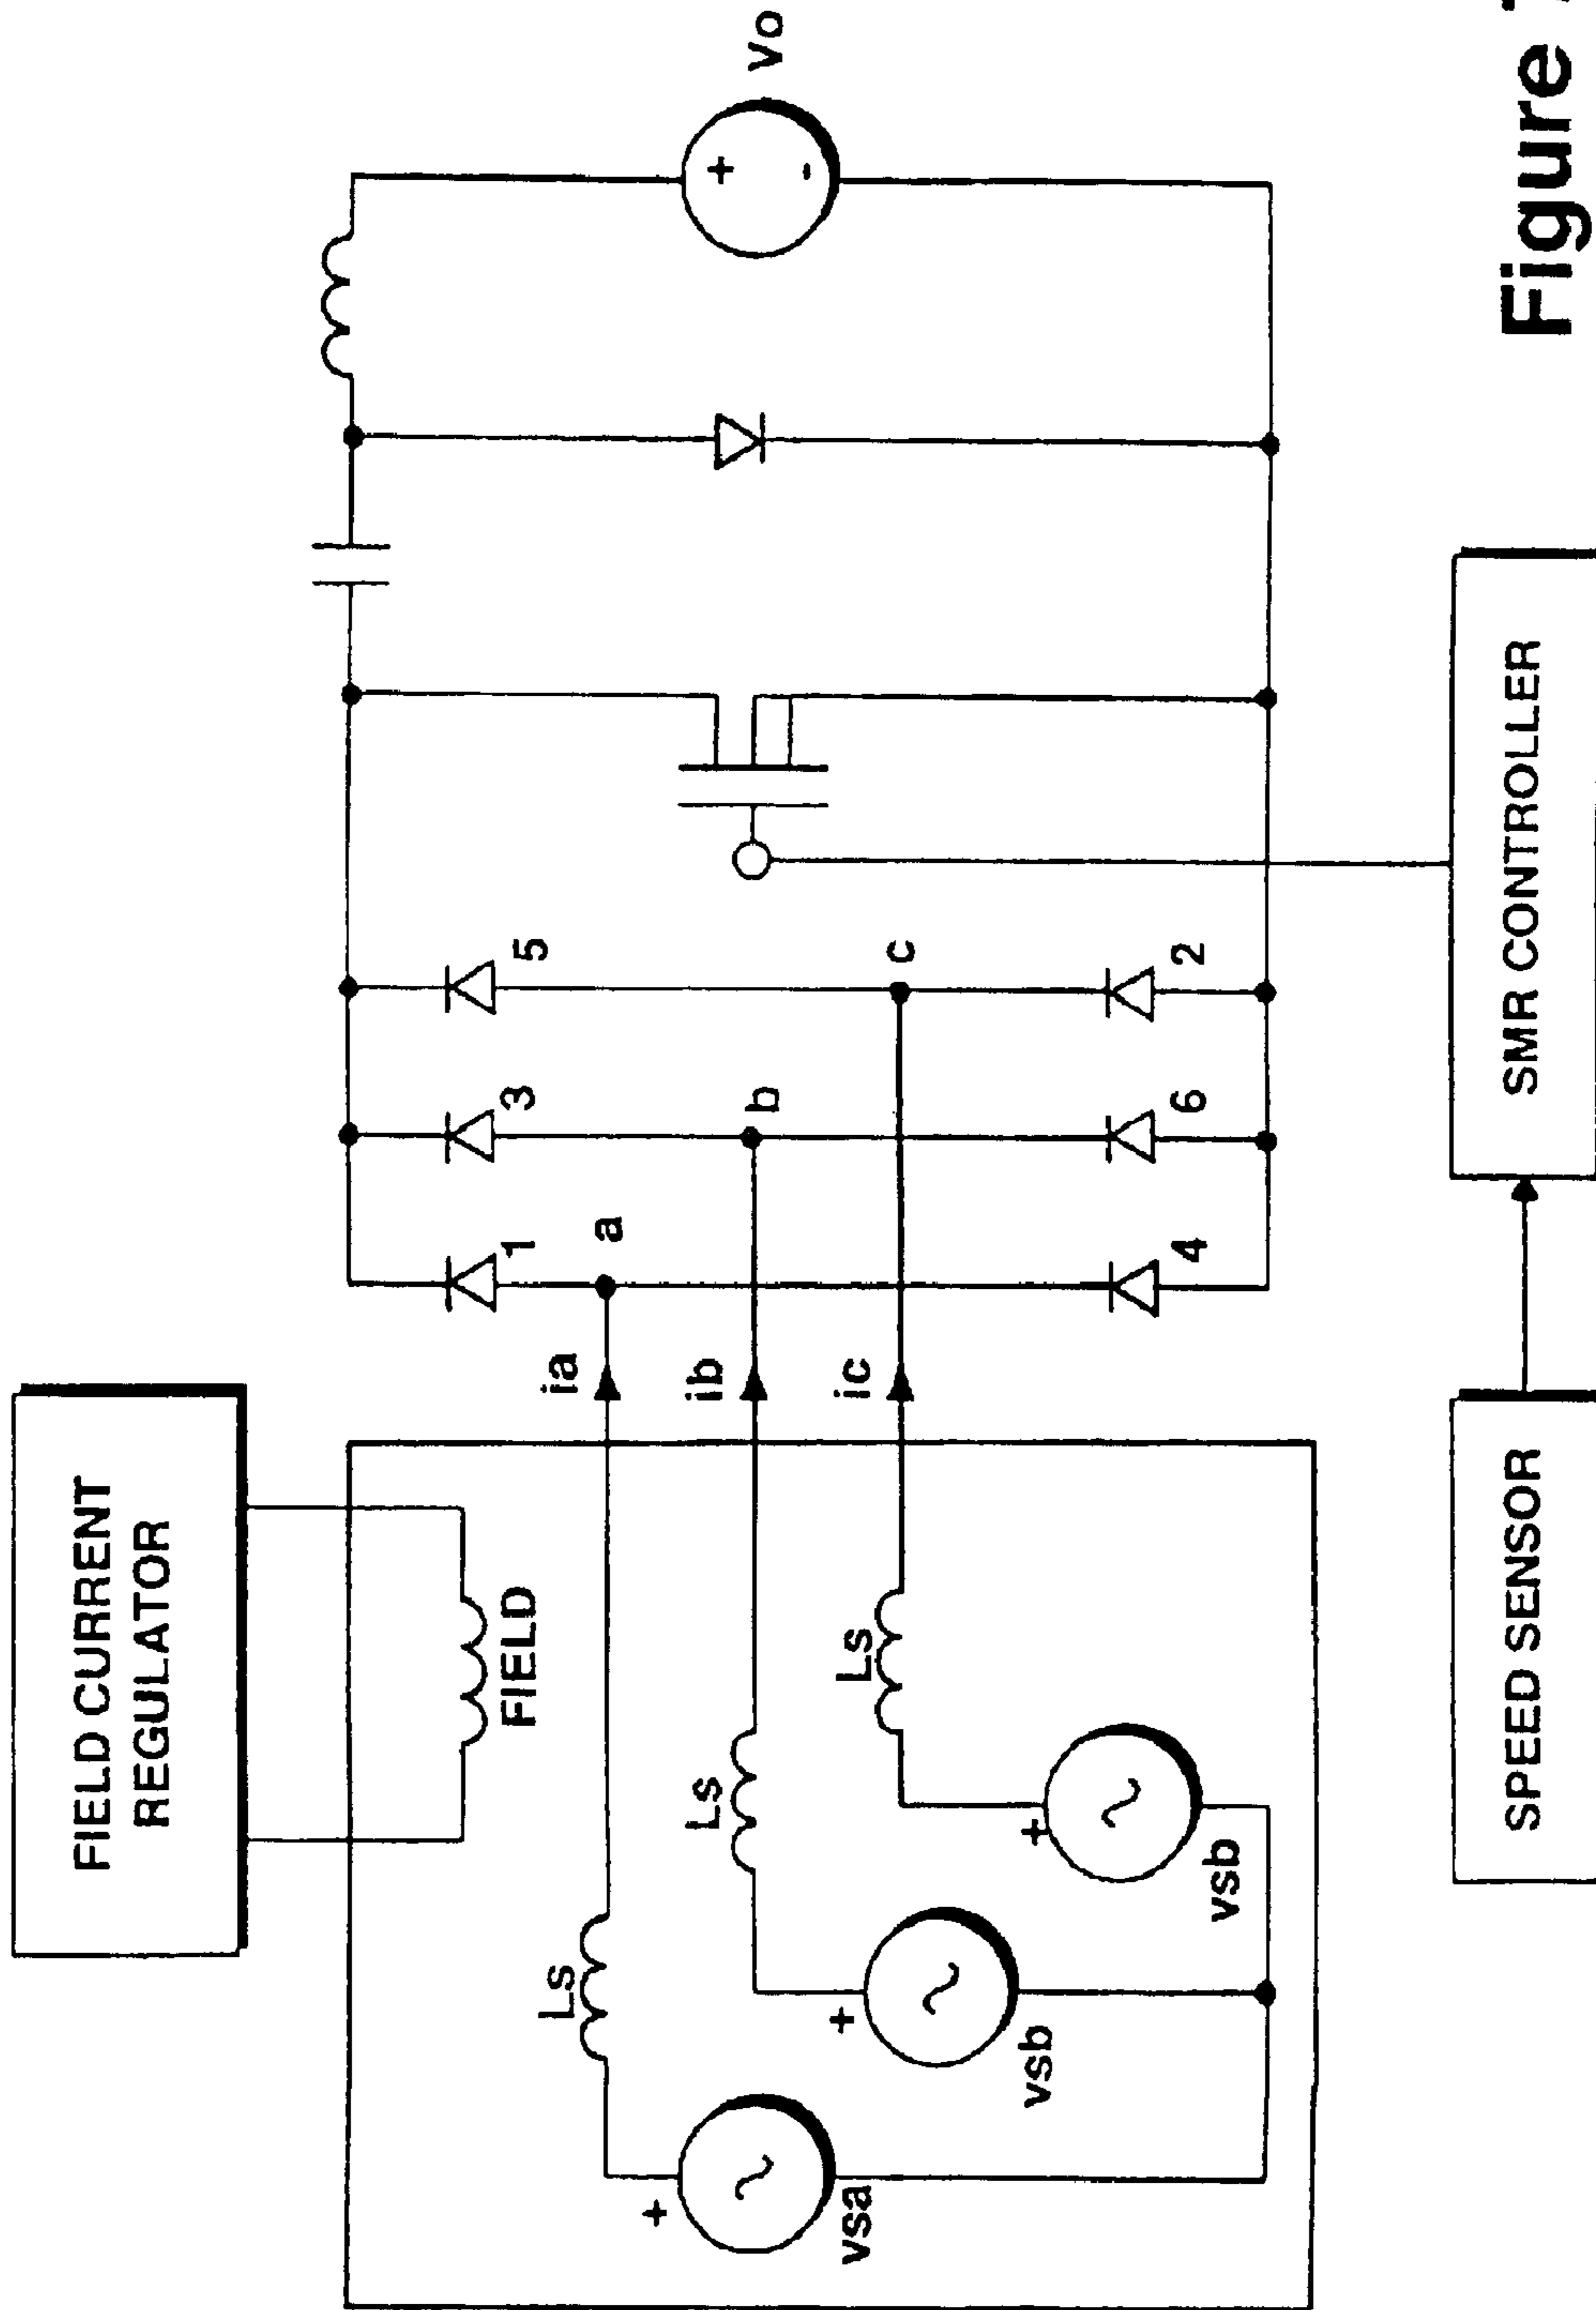 FIELD CURRENT
REGULATOR
FIELD
Ls
Ls
Ls
+
vsa
+
vsb
+
vsb
ia
ib
ic
1
3
5
a
b
c
4
6
2
+
-
Vo
SPEED SENSOR
SMR CONTROLLER
Figure